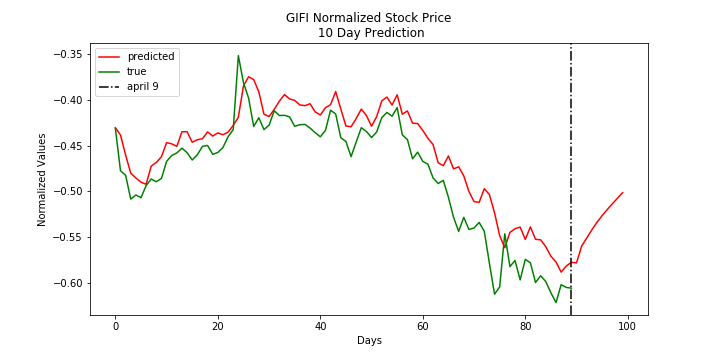 GIFI Normalized Stock Price
10 Day Prediction
predicted
true
april 9
Normalized Values
−0.35
−0.40
−0.45
−0.50
−0.55
−0.60
0
20
40
60
80
100
Days